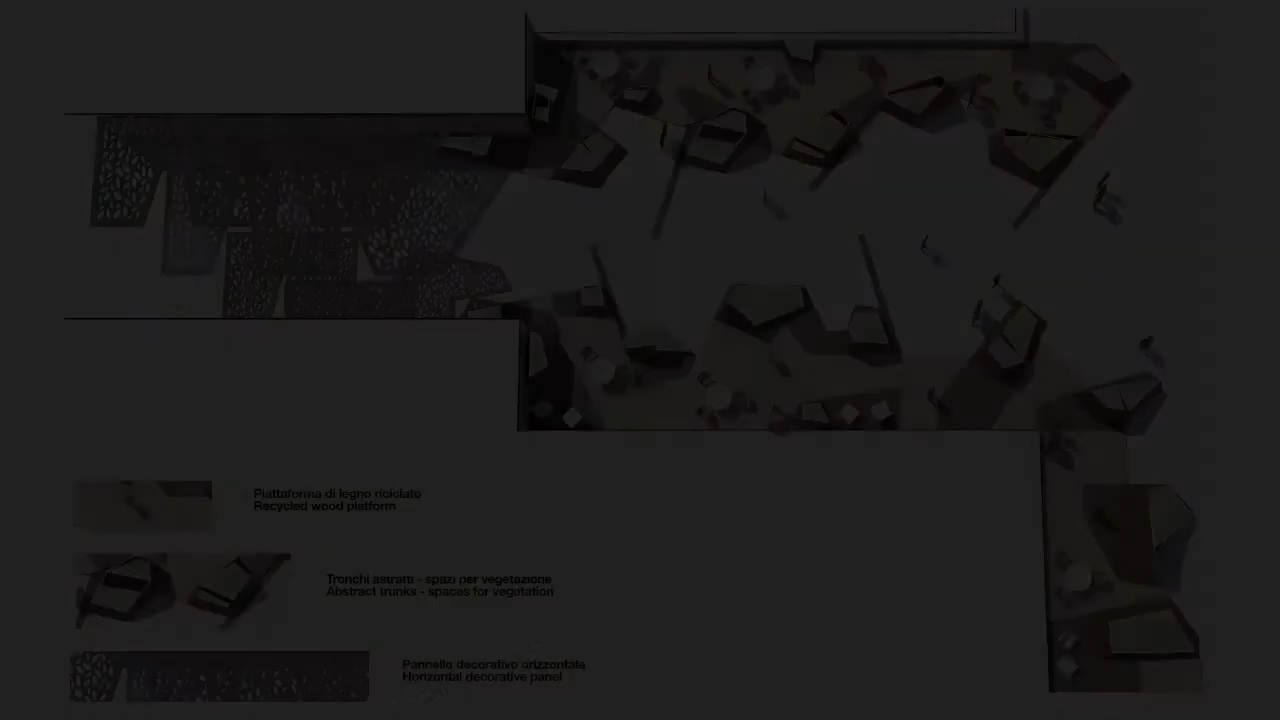 Piattaforma di legno riciclato
Recycled wood platform
Tronchi astratti - spazi per vegetazione
Abstract trunks - spaces for vegetation
Pannello decorativo orizzontale
Horizontal decorative panel